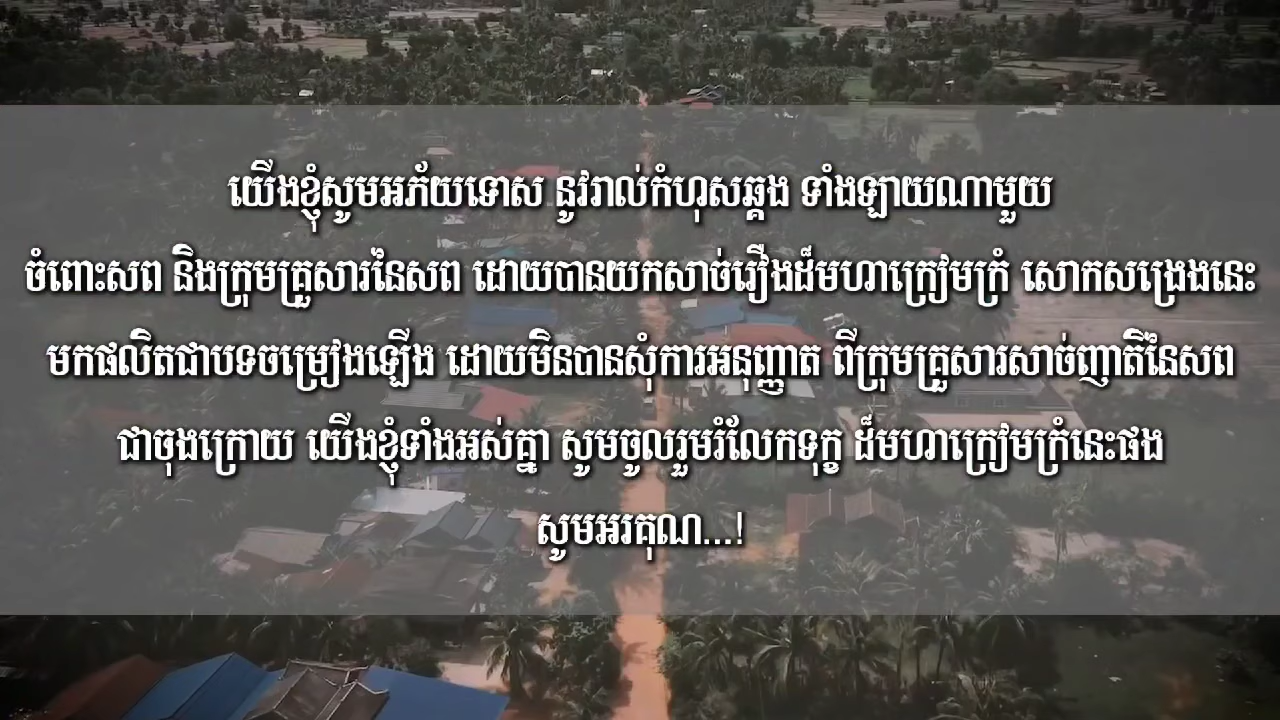 យើងខ្ញុំសូមអភ័យទោស នូវរាល់កំហុសឆ្គង ទាំងឡាយណាមួយ
ចំពោះសព និងក្រុមគ្រួសារនៃសព ដោយបានយកសាច់រឿងដ៏មហាក្រៀមក្រំ សោកសង្រេងនេះ
មកផលិតជាបទចម្រៀងឡើង ដោយមិនបានសុំការអនុញ្ញាត ពីក្រុមគ្រួសារសាច់ញាតិនៃសព
ជាចុងក្រោយ យើងខ្ញុំទាំងអស់គ្នា សូមចូលរួមរំលែកទុក្ខ ដ៏មហាក្រៀមក្រំនេះផង
សូមអរគុណ...!